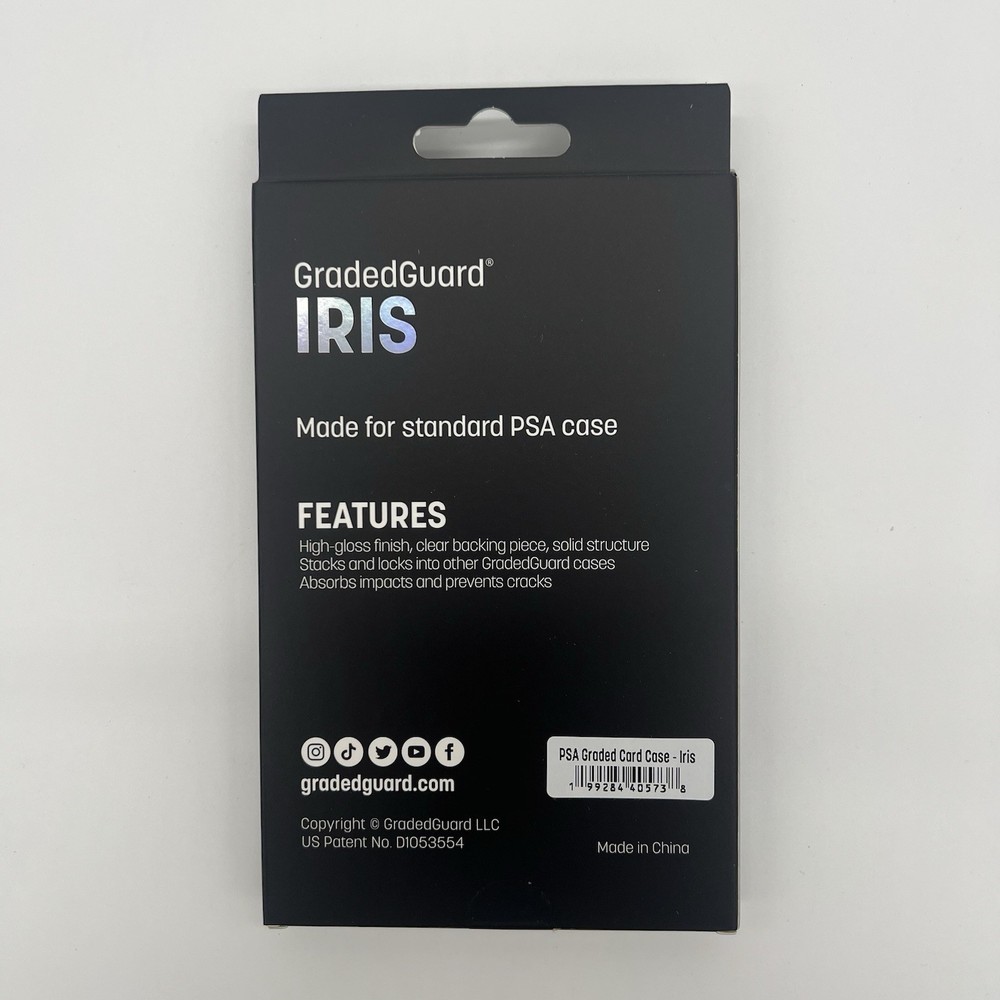 GradedGuard®
IRIS
Made for standard PSA case
FEATURES
High-gloss finish, clear backing piece, solid structure
Stacks and locks into other GradedGuard cases
Absorbs impacts and prevents cracks
gradedguard.com
PSA Graded Card Case - Iris
1 99284 40573 8
Copyright © GradedGuard LLC
US Patent No. D1053554
Made in China